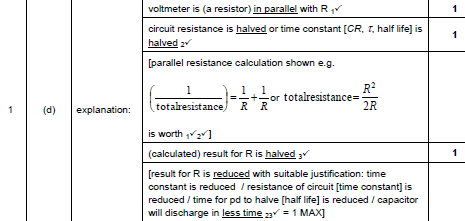 voltmeter is (a resistor) in parallel with R 1✓ 1
circuit resistance is halved or time constant [CR, τ, half life] is
halved 2✓ 1
[parallel resistance calculation shown e.g.
(1/totalresistance) = 1/R + 1/R or totalresistance = R²/2R
is worth 1✓2✓]
1 (d) explanation:
(calculated) result for R is halved 3✓ 1
[result for R is reduced with suitable justification: time
constant is reduced / resistance of circuit [time constant] is
reduced / time for pd to halve [half life] is reduced / capacitor
will discharge in less time 23✓ = 1 MAX]